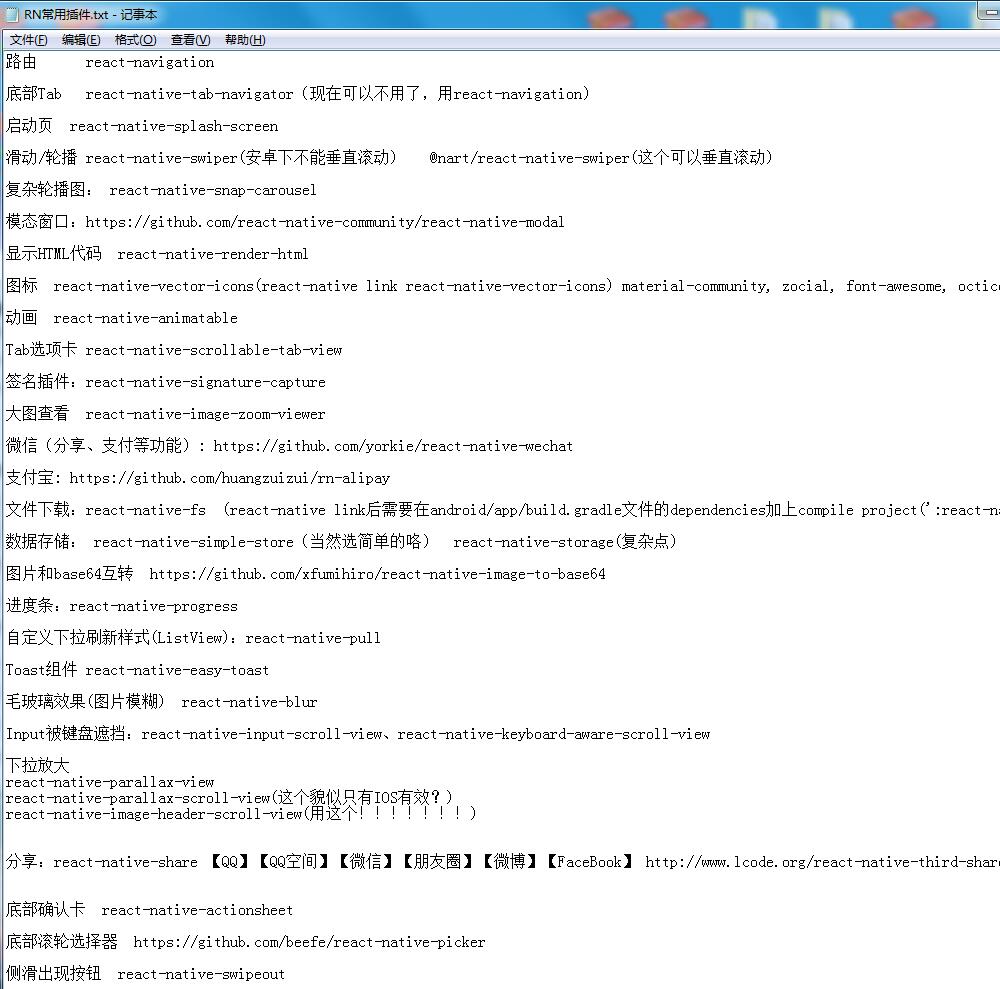 RN常用插件.txt - 记事本
文件(F) 编辑(E) 格式(O) 查看(V) 帮助(H)
路由 react-navigation
底部Tab react-native-tab-navigator（现在可以不用了，用react-navigation）
启动页 react-native-splash-screen
滑动/轮播 react-native-swiper(安卓下不能垂直滚动） @nart/react-native-swiper(这个可以垂直滚动）
复杂轮播图： react-native-snap-carousel
模态窗口：https://github.com/react-native-community/react-native-modal
显示HTML代码 react-native-render-html
图标 react-native-vector-icons(react-native link react-native-vector-icons) material-community, zocial, font-awesome, octico
动画 react-native-animatable
Tab选项卡 react-native-scrollable-tab-view
签名插件：react-native-signature-capture
大图查看 react-native-image-zoom-viewer
微信（分享、支付等功能）: https://github.com/yorkie/react-native-wechat
支付宝: https://github.com/huangzuizui/rn-alipay
文件下载：react-native-fs （react-native link后需要在android/app/build.gradle文件的dependencies加上compile project(':react-na
数据存储： react-native-simple-store（当然选简单的咯） react-native-storage(复杂点）
图片和base64互转 https://github.com/xfumihiro/react-native-image-to-base64
进度条：react-native-progress
自定义下拉刷新样式(ListView)：react-native-pull
Toast组件 react-native-easy-toast
毛玻璃效果(图片模糊） react-native-blur
Input被键盘遮挡：react-native-input-scroll-view、react-native-keyboard-aware-scroll-view
下拉放大
react-native-parallax-view
react-native-parallax-scroll-view(这个貌似只有IOS有效？)
react-native-image-header-scroll-view(用这个！！！！！！！)
分享：react-native-share 【QQ】【QQ空间】【微信】【朋友圈】【微博】【FaceBook】 http://www.lcode.org/react-native-third-share
底部确认卡 react-native-actionsheet
底部滚轮选择器 https://github.com/beefe/react-native-picker
侧滑出现按钮 react-native-swipeout